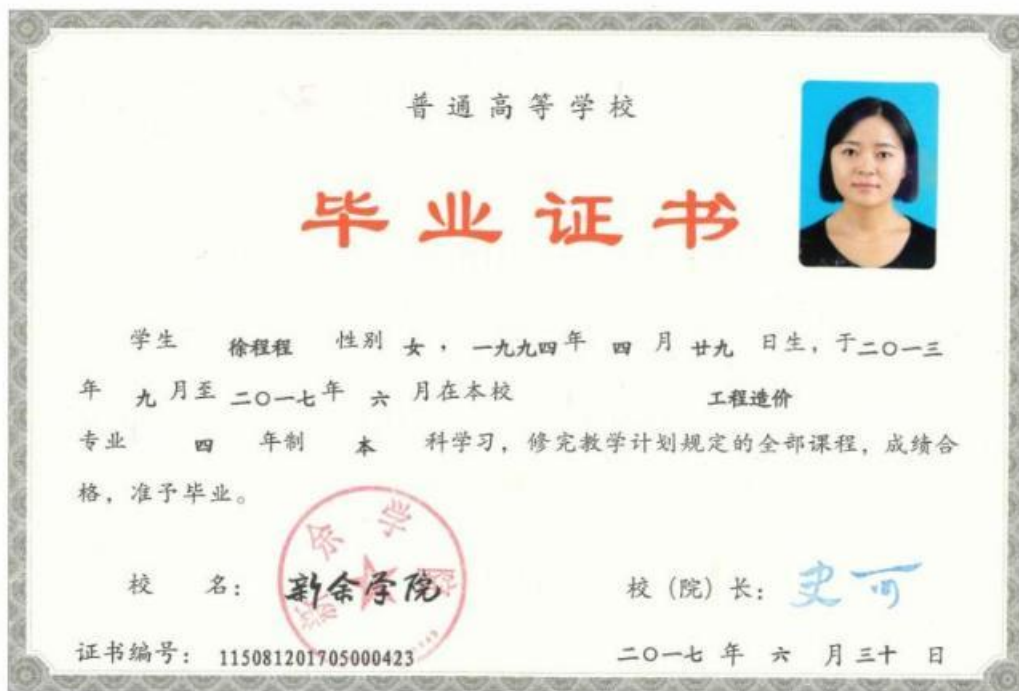 普通高等学校
毕业证书
学生 徐程程 性别 女，一九九四年 四 月 廿九 日生，于二〇一三
年 九 月至 二〇一七年 六 月在本校 工程造价
专业 四 年制 本 科学习，修完教学计划规定的全部课程，成绩合
格，准予毕业。
新余学院
校 名： 新余学院 校（院）长： 史可
证书编号： 115081201705000423 二〇一七 年 六 月三十 日